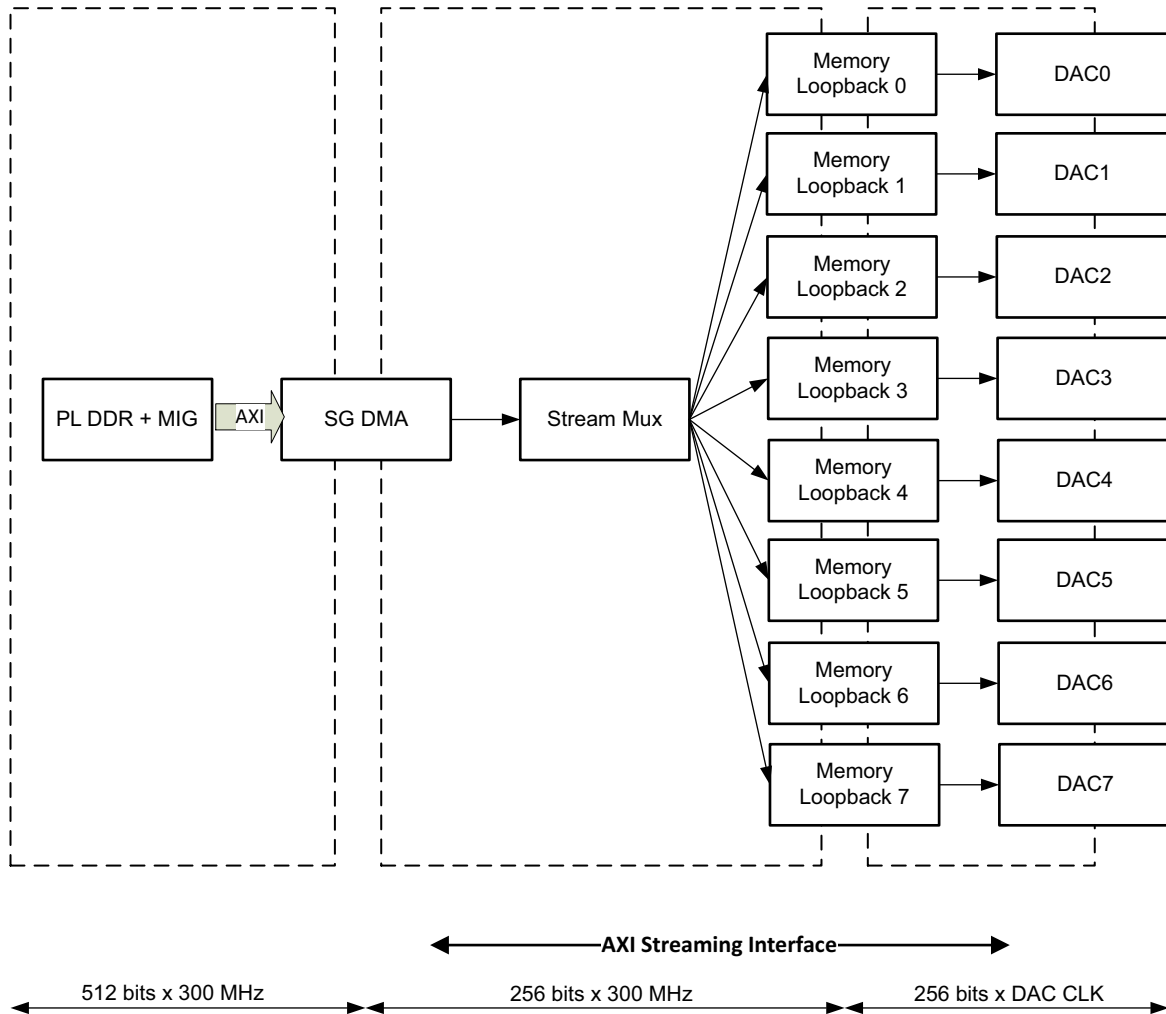 Memory
Loopback 0
DAC0
Memory
Loopback 1
DAC1
Memory
Loopback 2
DAC2
Memory
Loopback 3
DAC3
PL DDR + MIG
AXI
SG DMA
Stream Mux
Memory
Loopback 4
DAC4
Memory
Loopback 5
DAC5
Memory
Loopback 6
DAC6
Memory
Loopback 7
DAC7
AXI Streaming Interface
512 bits x 300 MHz
256 bits x 300 MHz
256 bits x DAC CLK